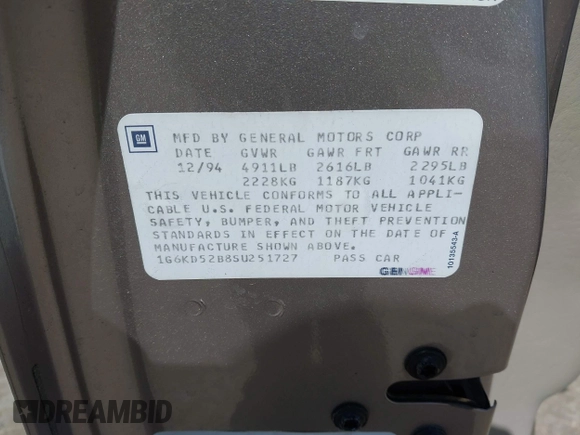 GM
MFD BY GENERAL MOTORS CORP
DATE GVWR GAWR FRT GAWR RR
12/94 4911LB 2616LB 2295LB
2228KG 1187KG 1041KG
THIS VEHICLE CONFORMS TO ALL APPLI-
CABLE U.S. FEDERAL MOTOR VEHICLE
SAFETY, BUMPER, AND THEFT PREVENTION
STANDARDS IN EFFECT ON THE DATE OF
MANUFACTURE SHOWN ABOVE.
1G6KD52B8SU251727 PASS CAR
10135543-A
DREAMBID